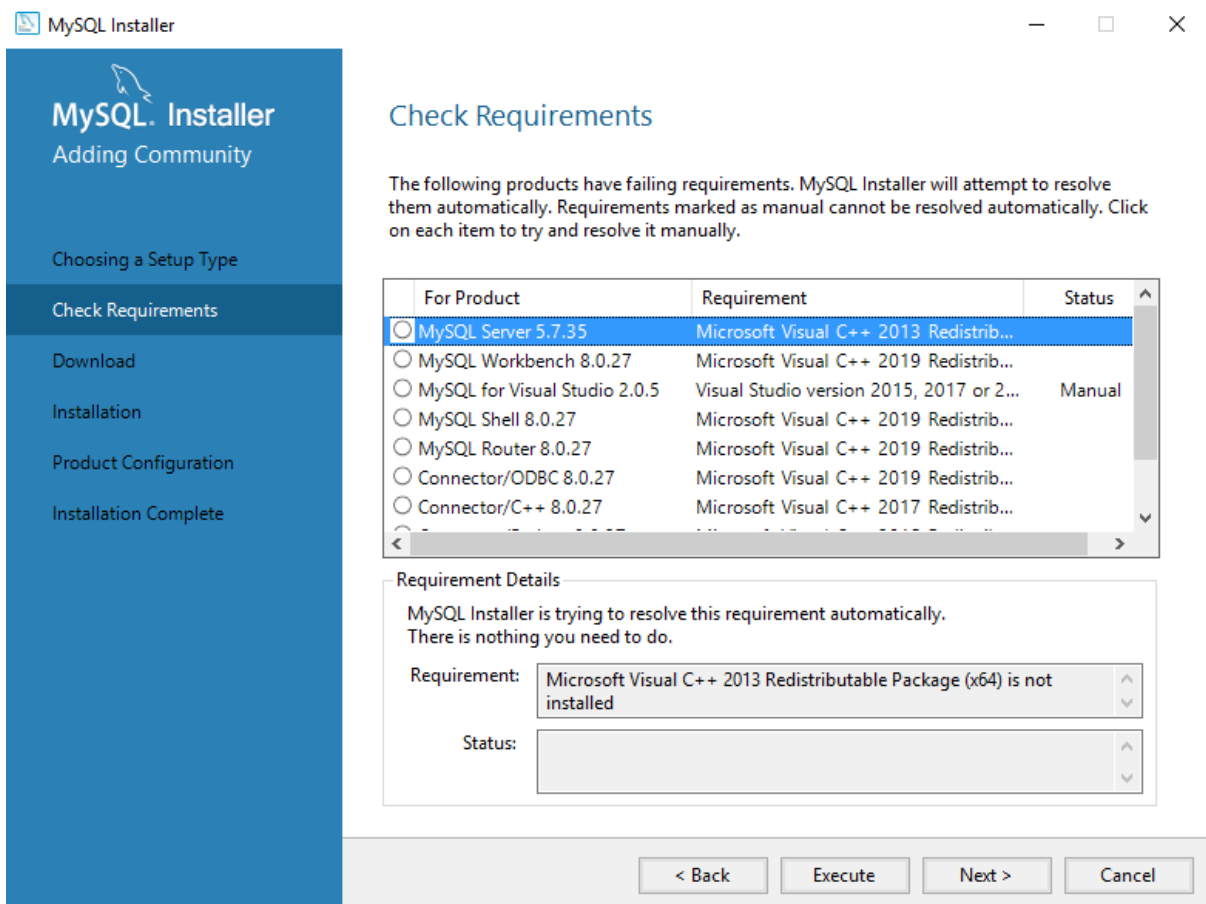 MySQL Installer
MySQL. Installer
Adding Community
Choosing a Setup Type
Check Requirements
Download
Installation
Product Configuration
Installation Complete
Check Requirements
The following products have failing requirements. MySQL Installer will attempt to resolve
them automatically. Requirements marked as manual cannot be resolved automatically. Click
on each item to try and resolve it manually.
For Product Requirement Status
MySQL Server 5.7.35 Microsoft Visual C++ 2013 Redistrib...
MySQL Workbench 8.0.27 Microsoft Visual C++ 2019 Redistrib...
MySQL for Visual Studio 2.0.5 Visual Studio version 2015, 2017 or 2... Manual
MySQL Shell 8.0.27 Microsoft Visual C++ 2019 Redistrib...
MySQL Router 8.0.27 Microsoft Visual C++ 2019 Redistrib...
Connector/ODBC 8.0.27 Microsoft Visual C++ 2019 Redistrib...
Connector/C++ 8.0.27 Microsoft Visual C++ 2017 Redistrib...
Requirement Details
MySQL Installer is trying to resolve this requirement automatically.
There is nothing you need to do.
Requirement: Microsoft Visual C++ 2013 Redistributable Package (x64) is not
installed
Status:
< Back Execute Next > Cancel